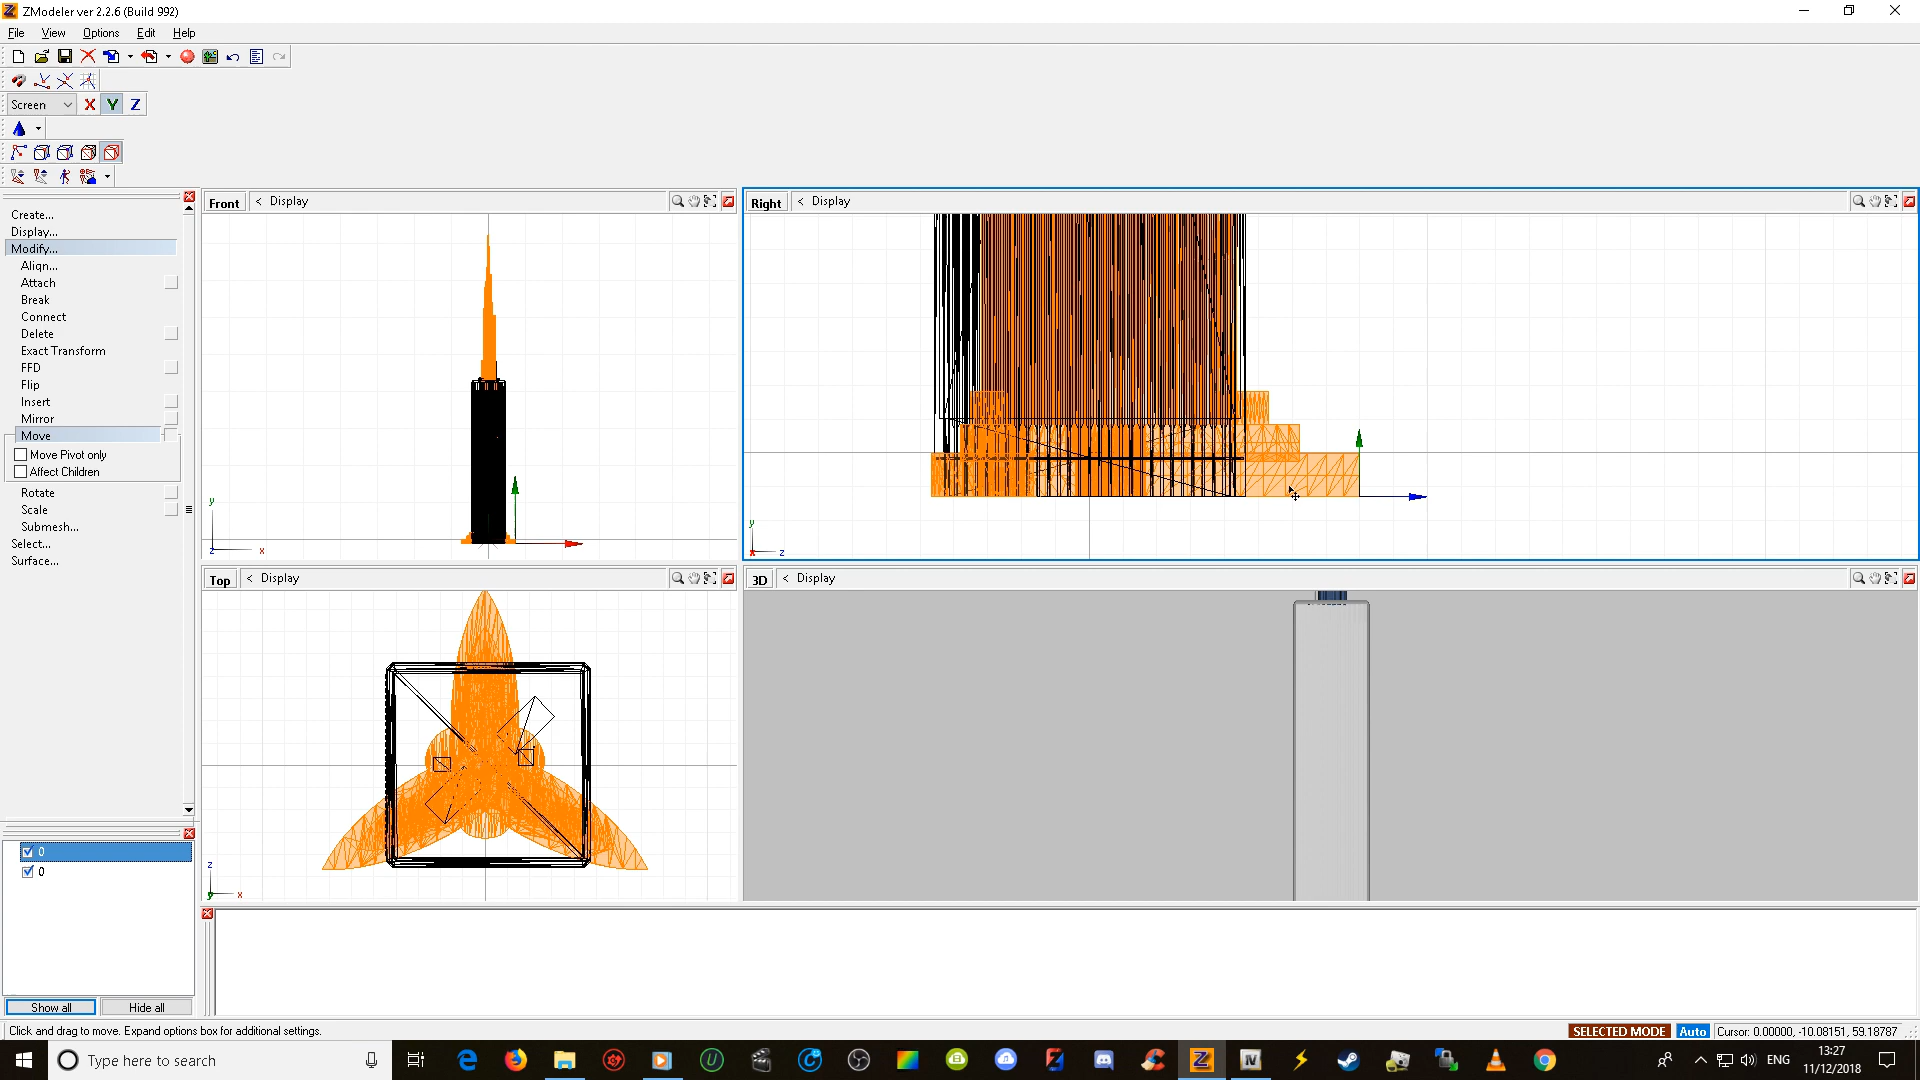 ZModeler ver 2.2.6 (Build 992)
File View Options Edit Help
Screen X Y Z
Create...
Display...
Modify...
Align...
Attach
Break
Connect
Delete
Exact Transform
FFD
Flip
Insert
Mirror
Move
Move Pivot only
Affect Children
Rotate
Scale
Submesh...
Select...
Surface...
Front < Display
y
z x
Right < Display
y
x z
Top < Display
z
y x
3D < Display
0
0
Show all Hide all
Click and drag to move. Expand options box for additional settings.
SELECTED MODE Auto Cursor: 0.00000, -10.08151, 59.18787
Type here to search
ENG
13:27
11/12/2018